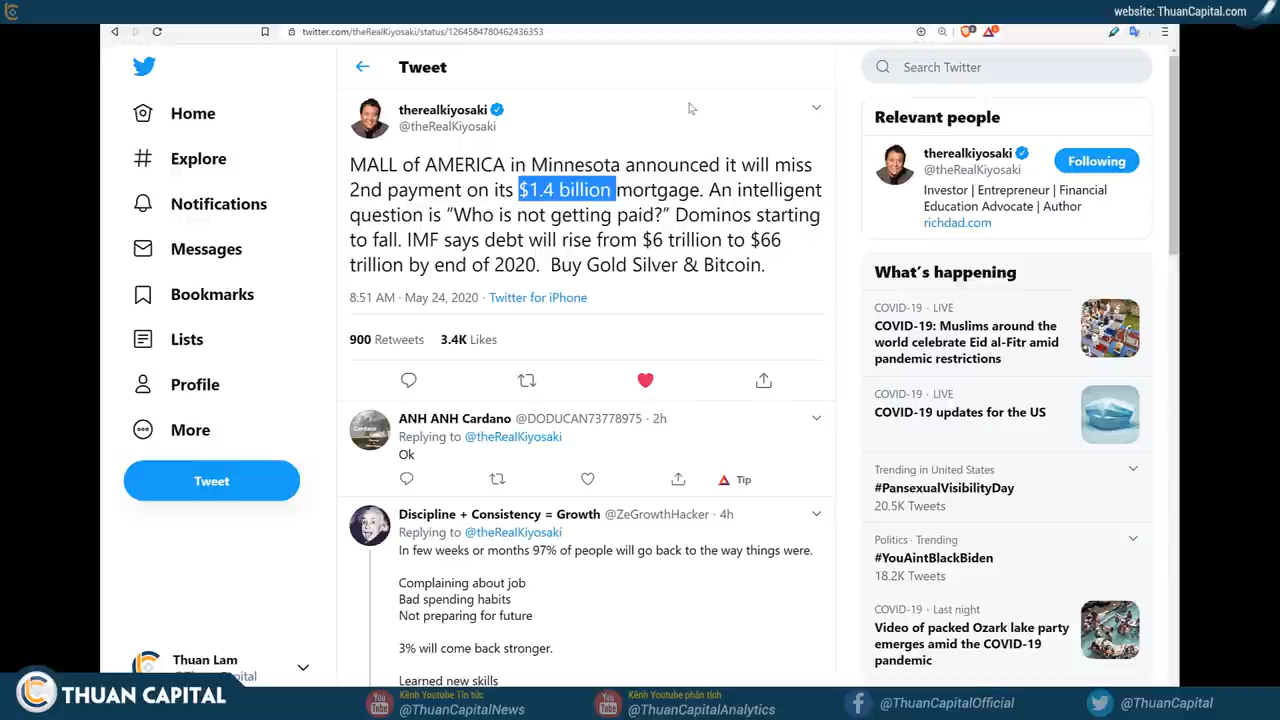 website: ThuanCapital.com
twitter.com/theRealKiyosaki/status/1264584780462436353
Home
Explore
Notifications
Messages
Bookmarks
Lists
Profile
More
Tweet
Thuan Lam
Tweet
therealkiyosaki
@theRealKiyosaki
MALL of AMERICA in Minnesota announced it will miss
2nd payment on its $1.4 billion mortgage. An intelligent
question is “Who is not getting paid?” Dominos starting
to fall. IMF says debt will rise from $6 trillion to $66
trillion by end of 2020.  Buy Gold Silver & Bitcoin.
8:51 AM · May 24, 2020 · Twitter for iPhone
900 Retweets 3.4K Likes
ANH ANH Cardano @DODUCAN73778975 · 2h
Replying to @theRealKiyosaki
Ok
Tip
Discipline + Consistency = Growth @ZeGrowthHacker · 4h
Replying to @theRealKiyosaki
In few weeks or months 97% of people will go back to the way things were.
Complaining about job
Bad spending habits
Not preparing for future
3% will come back stronger.
Learned new skills
Search Twitter
Relevant people
therealkiyosaki
@theRealKiyosaki
Following
Investor | Entrepreneur | Financial
Education Advocate | Author
richdad.com
What's happening
COVID-19 · LIVE
COVID-19: Muslims around the
world celebrate Eid al-Fitr amid
pandemic restrictions
COVID-19 · LIVE
COVID-19 updates for the US
Trending in United States
#PansexualVisibilityDay
20.5K Tweets
Politics · Trending
#YouAintBlackBiden
18.2K Tweets
COVID-19 · Last night
Video of packed Ozark lake party
emerges amid the COVID-19
pandemic
THUAN CAPITAL
Kênh Youtube Tin tức
@ThuanCapitalNews
Kênh Youtube phân tích
@ThuanCapitalAnalytics
@ThuanCapitalOfficial
@ThuanCapital